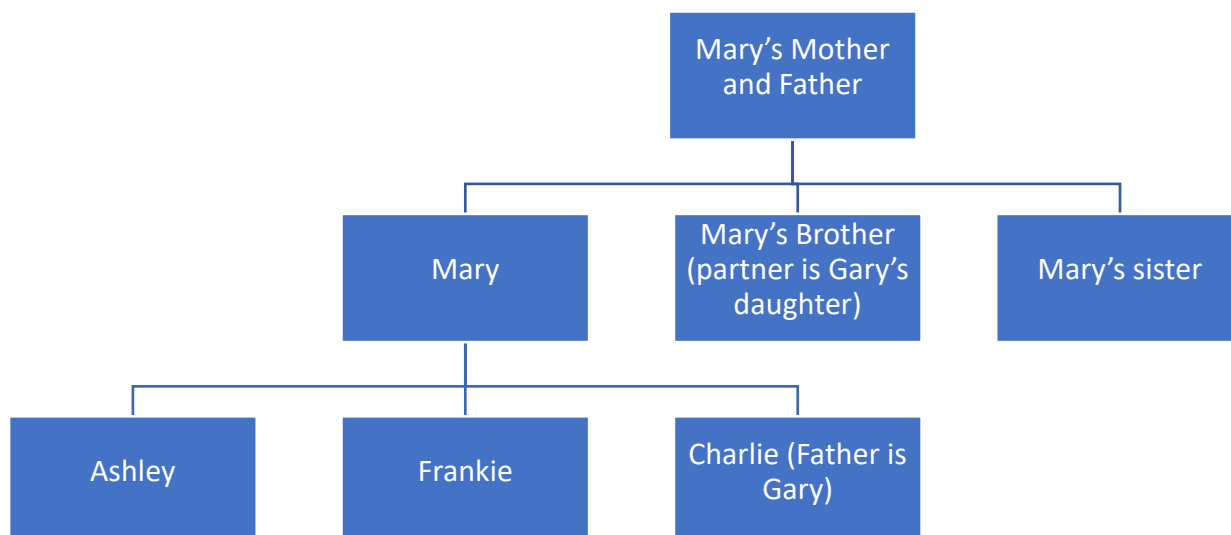 Mary’s Mother
and Father
Mary
Mary’s Brother
(partner is Gary’s
daughter)
Mary’s sister
Ashley
Frankie
Charlie (Father is
Gary)